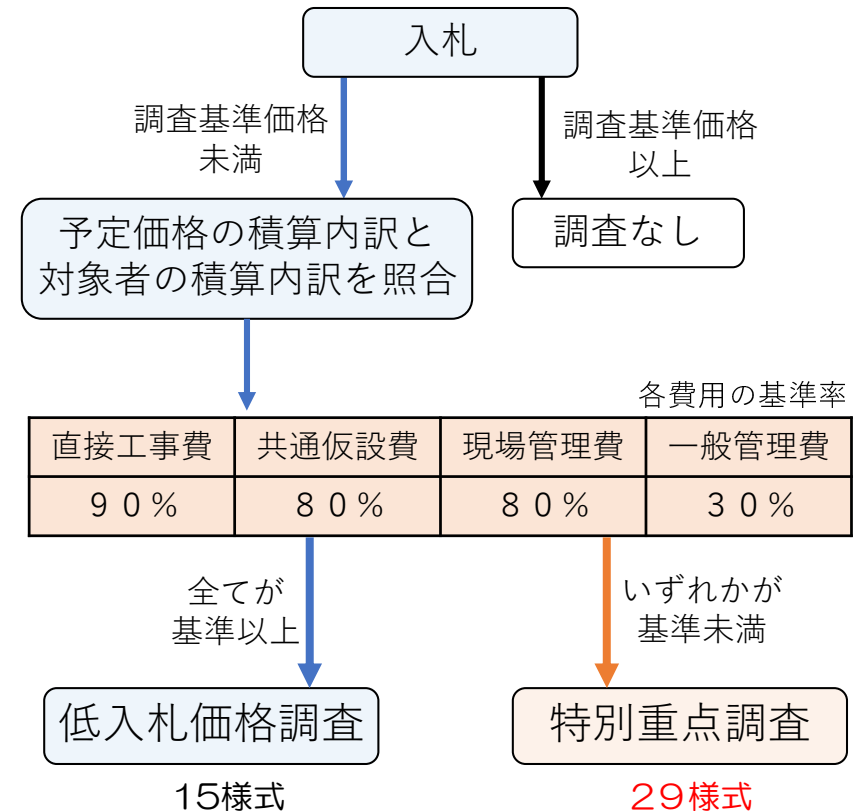 入札
調査基準価格
未満
調査基準価格
以上
予定価格の積算内訳と
対象者の積算内訳を照合
調査なし
各費用の基準率
直接工事費 共通仮設費 現場管理費 一般管理費
９０％ ８０％ ８０％ ３０％
全てが
基準以上
いずれかが
基準未満
低入札価格調査
特別重点調査
15様式
29様式